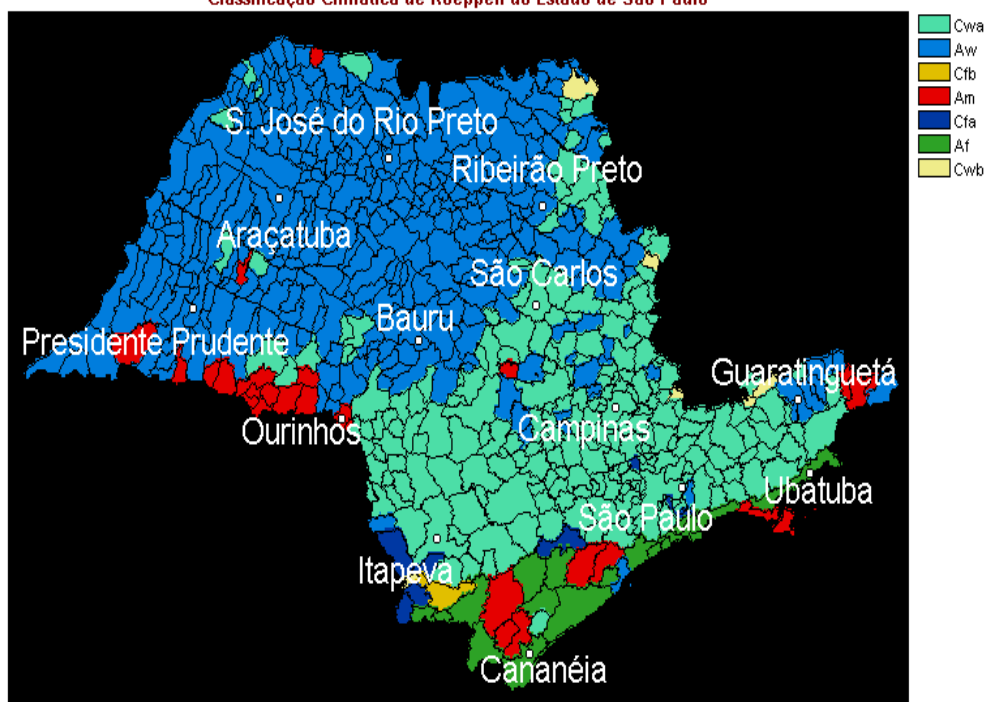 Classificação Climática de Koeppen do Estado de São Paulo
Cwa
Aw
Cfb
Am
Cfa
Af
Cwb
S. José do Rio Preto
Ribeirão Preto
Araçatuba
São Carlos
Bauru
Presidente Prudente
Guaratinguetá
Ourinhos
Campinas
Ubatuba
São Paulo
Itapeva
Cananéia